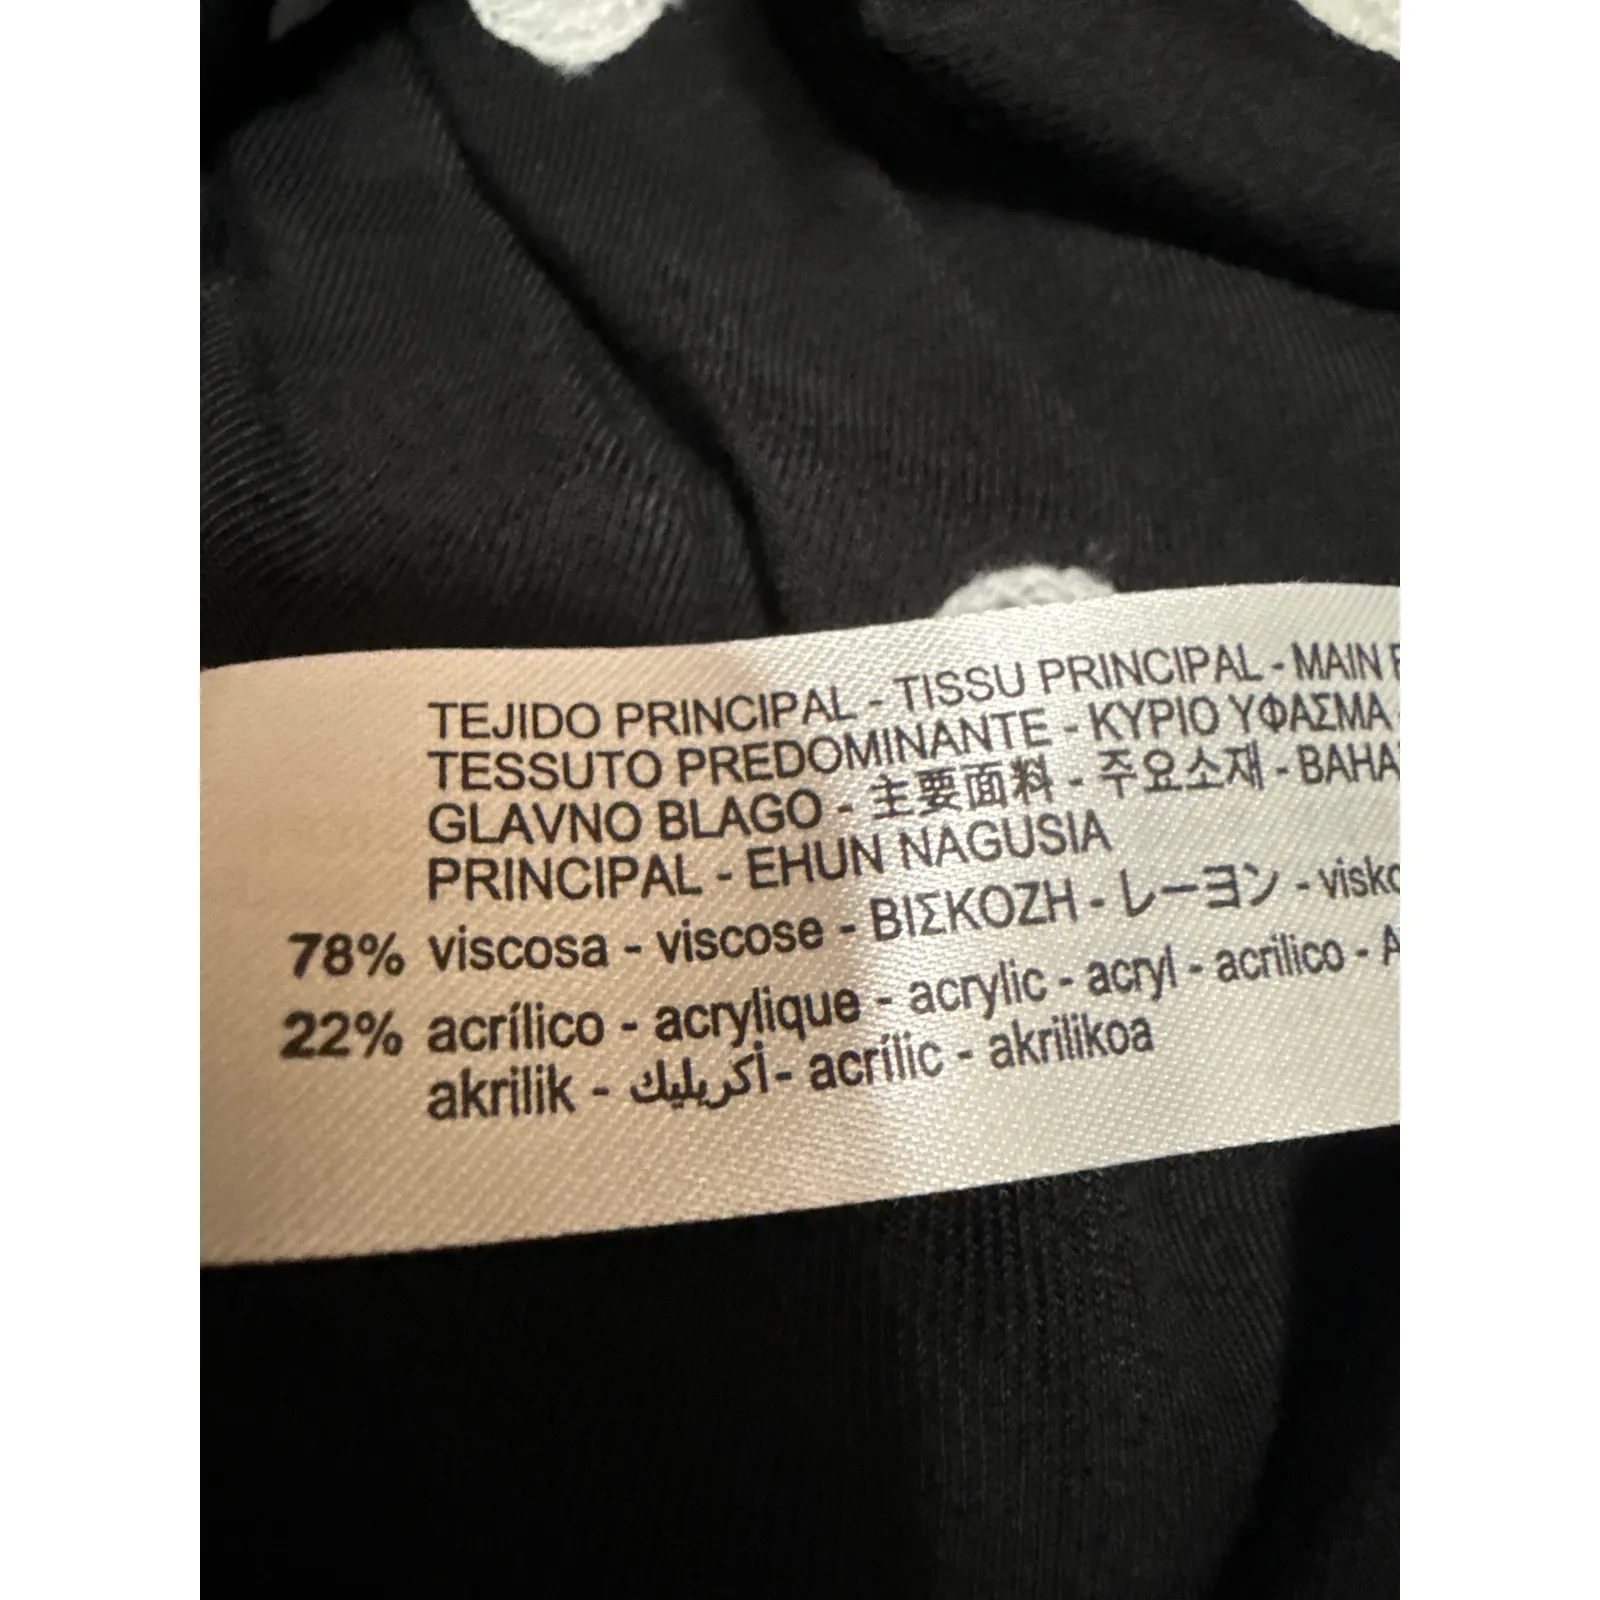 TEJIDO PRINCIPAL - TISSU PRINCIPAL - MAIN
TESSUTO PREDOMINANTE - ΚΥΡΙΟ ΥΦΑΣΜΑ -
GLAVNO BLAGO - 主要面料 - 주요소재 - BAHA
PRINCIPAL - EHUN NAGUSIA
78% viscosa - viscose - ΒΙΣΚΟΖΗ - レーヨン - visko
22% acrílico - acrylique - acrylic - acryl - acrilico -
akrilik - أكريليك - acrílic - akrilikoa